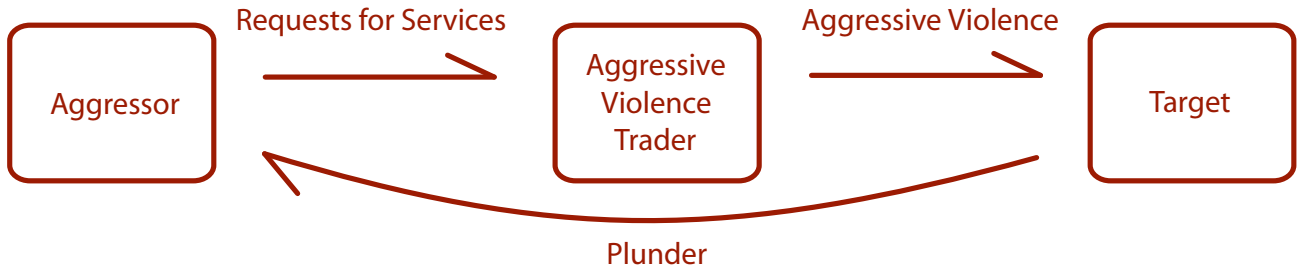 Requests for Services
Aggressive Violence
Aggressor
Aggressive
Violence
Trader
Target
Plunder